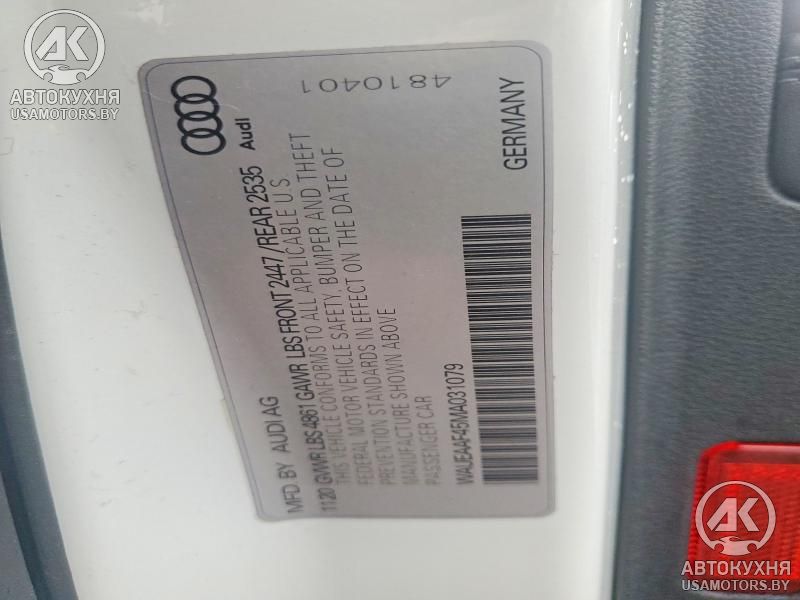 АВТОКУХНЯ
USAMOTORS.BY
Audi
4810401
MFD. BY AUDI AG
11.20 GVWR LBS 4861 GAWR LBS FRONT 2447 /REAR 2535
THIS VEHICLE CONFORMS TO ALL APPLICABLE U.S.
FEDERAL MOTOR VEHICLE SAFETY, BUMPER AND THEFT
PREVENTION STANDARDS IN EFFECT ON THE DATE OF
MANUFACTURE SHOWN ABOVE
PASSENGER CAR
WAUEAAF45MA031079
GERMANY
АВТОКУХНЯ
USAMOTORS.BY